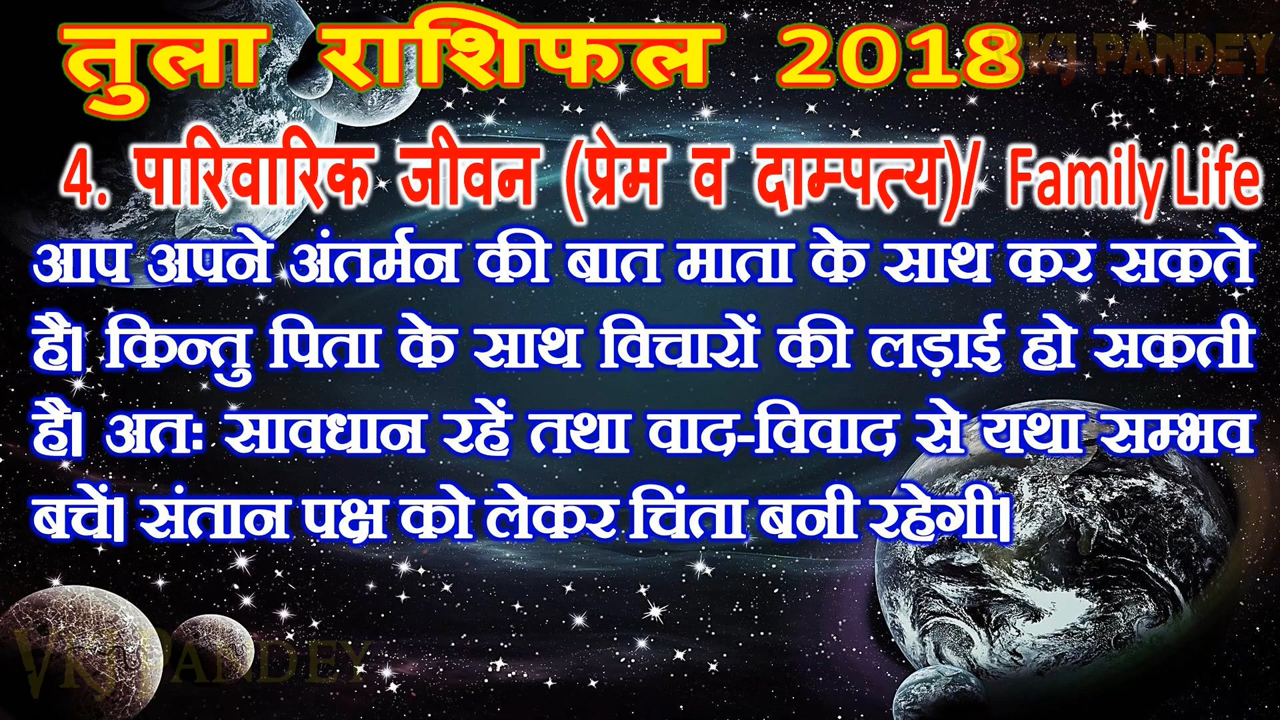 तुला राशिफल 2018
VKJ PANDEY
4. पारिवारिक जीवन (प्रेम व दाम्पत्य)/ Family Life
आप अपने अंतर्मन की बात माता के साथ कर सकते
है। किन्तु पिता के साथ विचारों की लड़ाई हो सकती
है। अतः सावधान रहें तथा वाद-विवाद से यथा सम्भव
बचें। संतान पक्ष को लेकर चिंता बनी रहेगी।
VKJ PANDEY